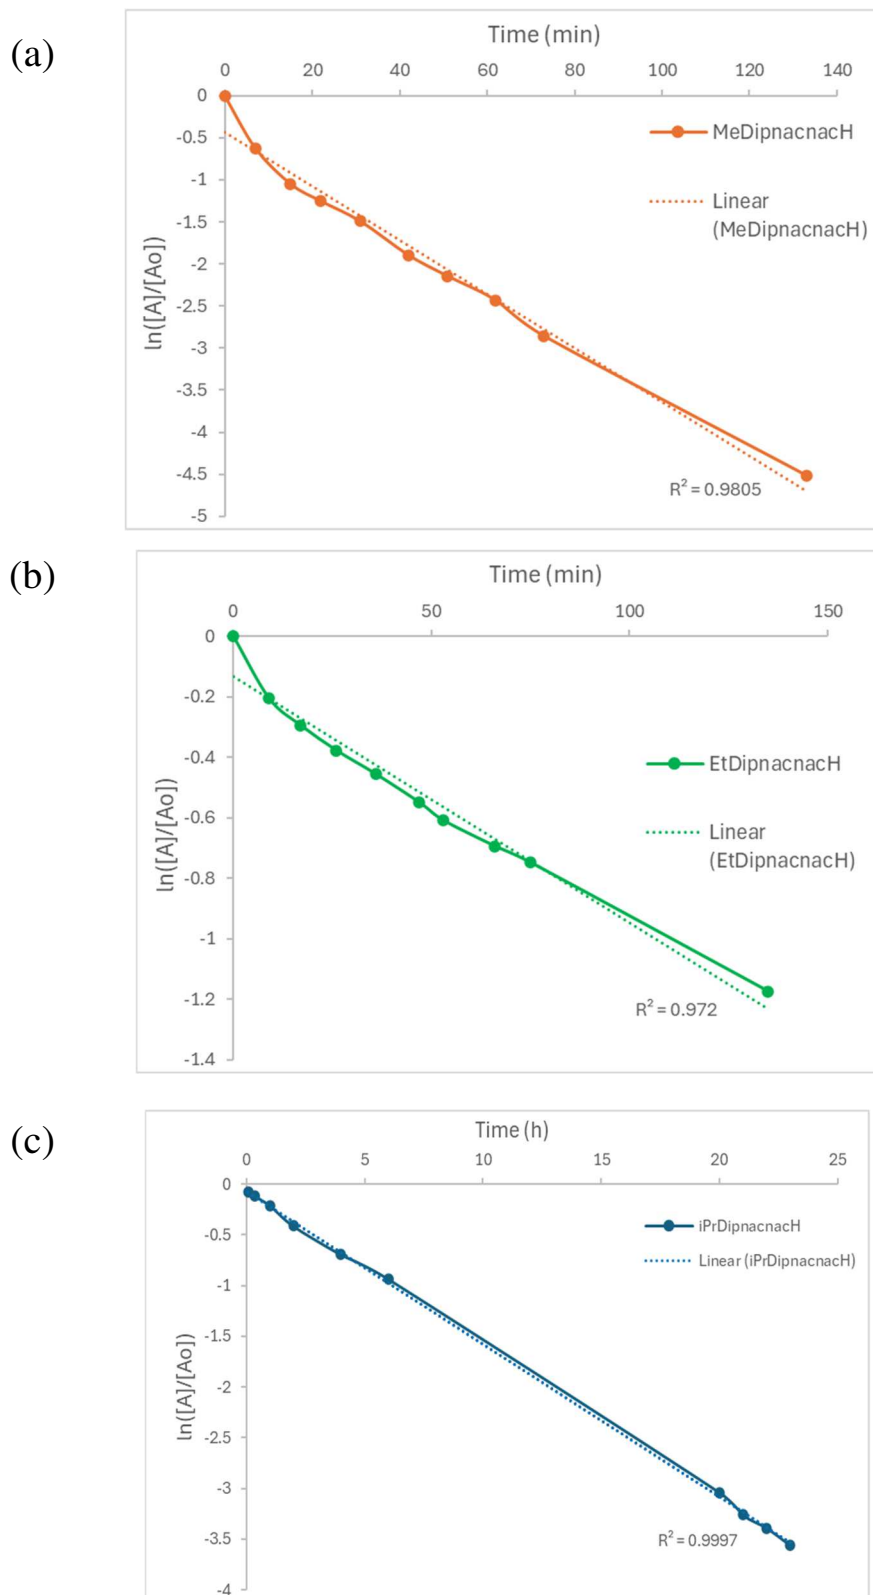 (a)
Time (min)
0 20 40 60 80 100 120 140
0
-0.5
-1
-1.5
-2
-2.5
-3
-3.5
-4
-4.5
-5
ln([A]/[Ao])
MeDipnacnacH
Linear
(MeDipnacnacH)
R² = 0.9805
(b)
Time (min)
0 50 100 150
0
-0.2
-0.4
-0.6
-0.8
-1
-1.2
-1.4
ln([A]/[Ao])
EtDipnacnacH
Linear
(EtDipnacnacH)
R² = 0.972
(c)
Time (h)
0 5 10 15 20 25
0
-0.5
-1
-1.5
-2
-2.5
-3
-3.5
-4
ln([A]/[Ao])
iPrDipnacnacH
Linear (iPrDipnacnacH)
R² = 0.9997